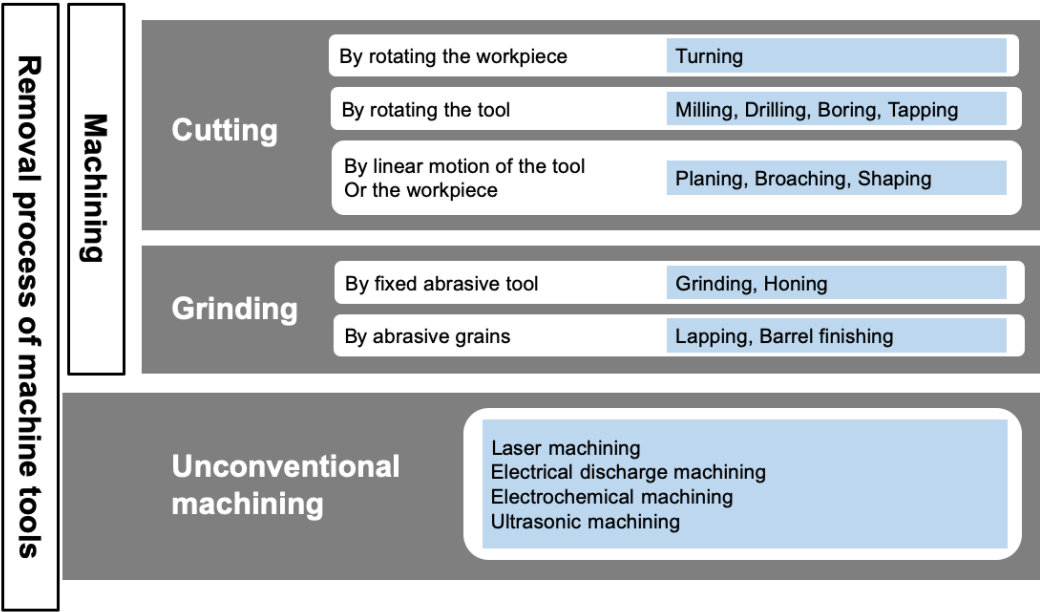 Removal process of machine tools
Machining
Cutting
By rotating the workpiece
Turning
By rotating the tool
Milling, Drilling, Boring, Tapping
By linear motion of the tool
Or the workpiece
Planing, Broaching, Shaping
Grinding
By fixed abrasive tool
Grinding, Honing
By abrasive grains
Lapping, Barrel finishing
Unconventional
machining
Laser machining
Electrical discharge machining
Electrochemical machining
Ultrasonic machining